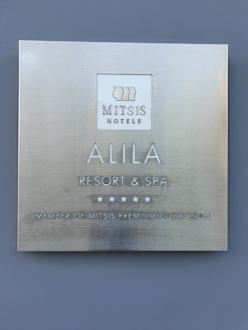 MITSIS
HOTELS
ALILA
RESORT & SPA
★★★★★
MEMBER OF MITSIS PREMIUM COLLECTION